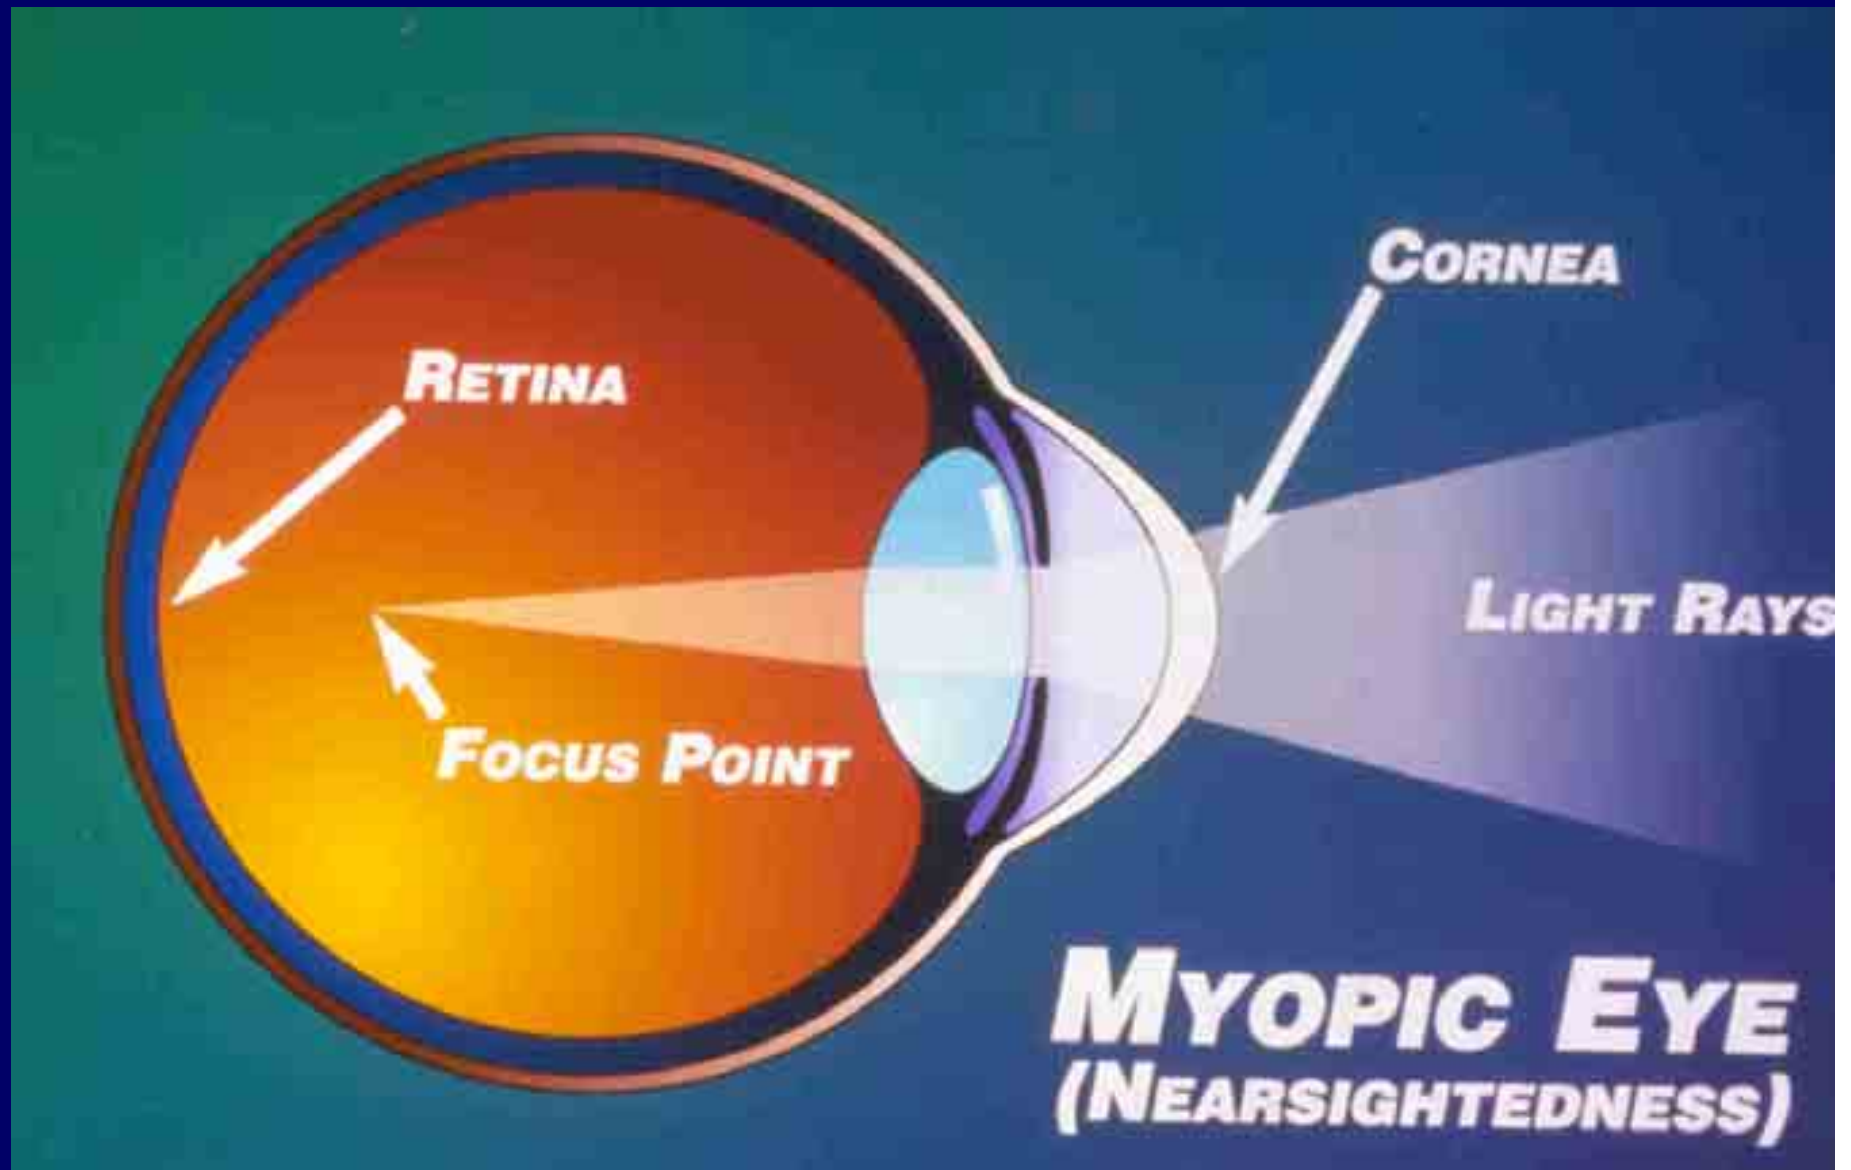 CORNEA
RETINA
LIGHT RAYS
FOCUS POINT
MYOPIC EYE
(NEARSIGHTEDNESS)